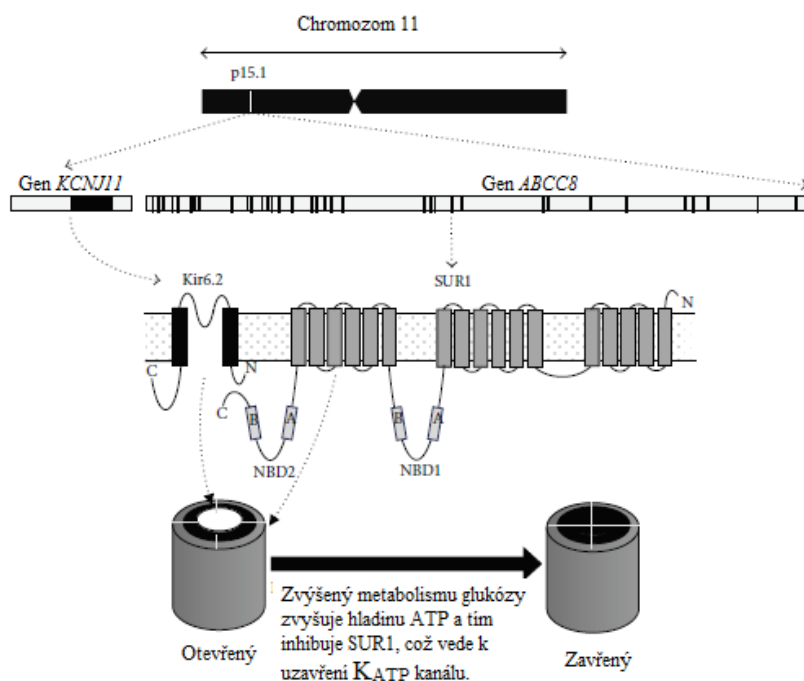 Chromozom 11
p15.1
Gen KCNJ11
Gen ABCC8
Kir6.2
SUR1
N
C
N
C
B
A
B
A
NBD2
NBD1
Zvýšený metabolismu glukózy
zvyšuje hladinu ATP a tím
inhibuje SUR1, což vede k
uzavření KATP kanálu.
Otevřený
Zavřený